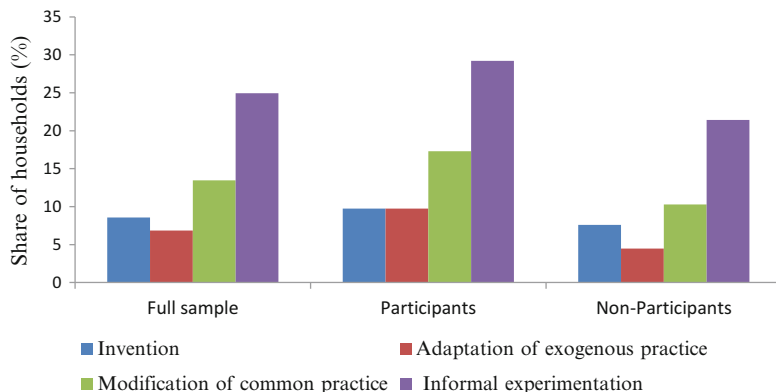 Share of households (%)
35
30
25
20
15
10
5
0
Full sample
Participants
Non-Participants
Invention
Adaptation of exogenous practice
Modification of common practice
Informal experimentation